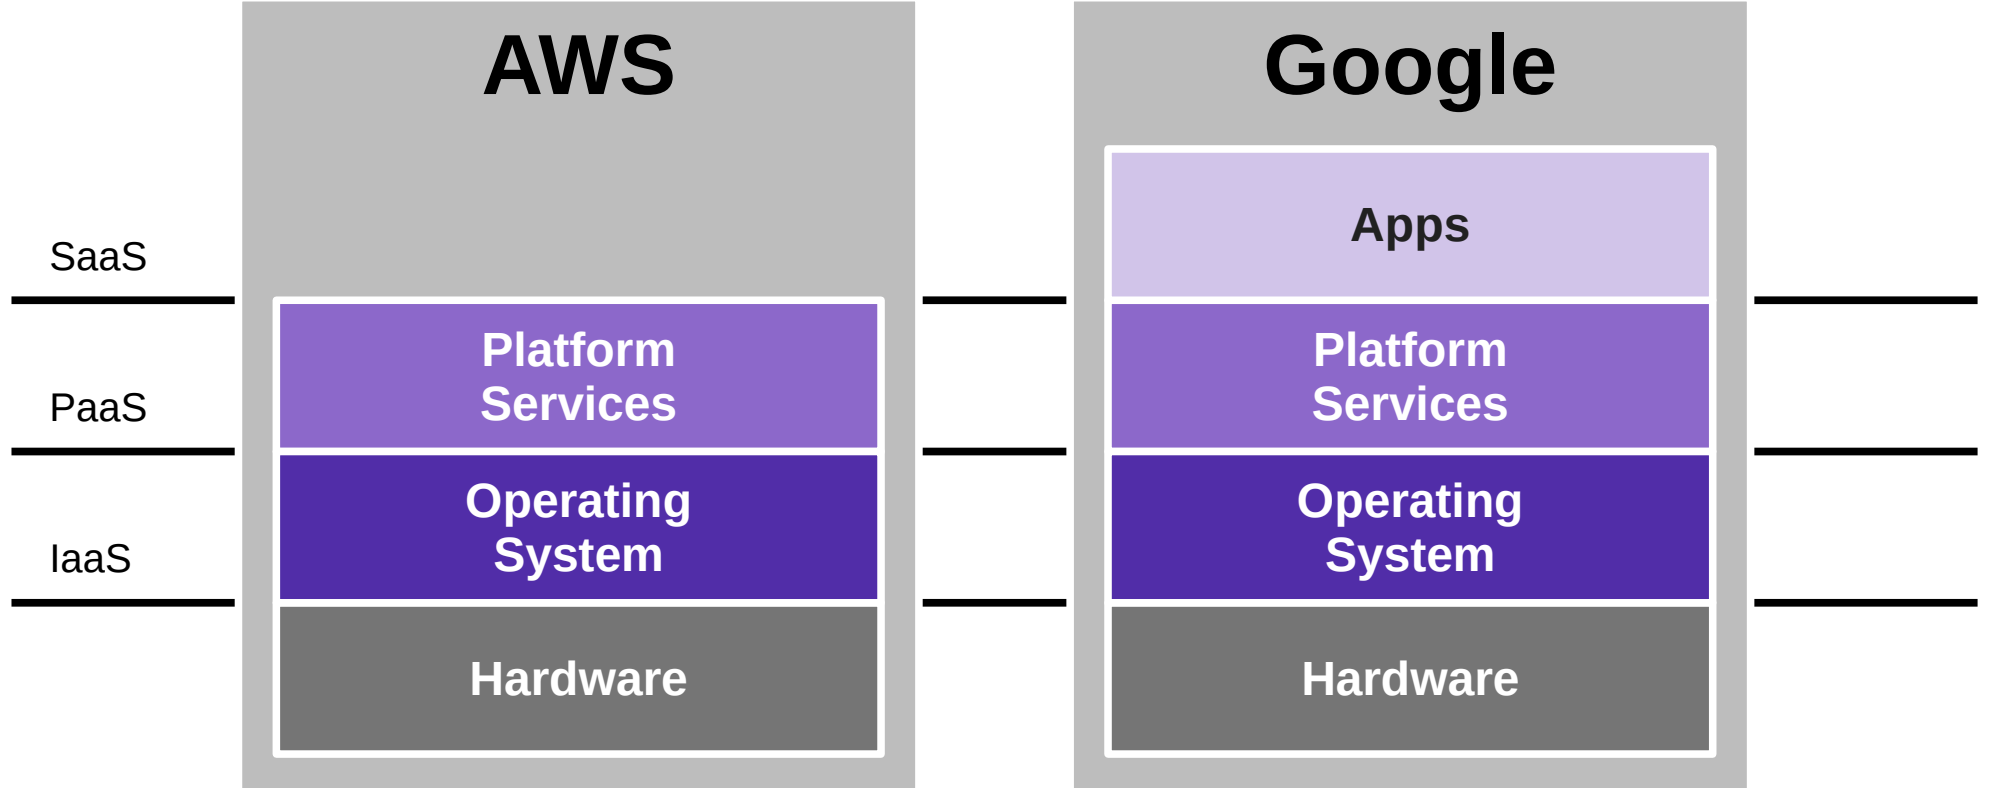 AWS
Google
SaaS
Apps
PaaS
Platform
Services
Platform
Services
IaaS
Operating
System
Operating
System
Hardware
Hardware